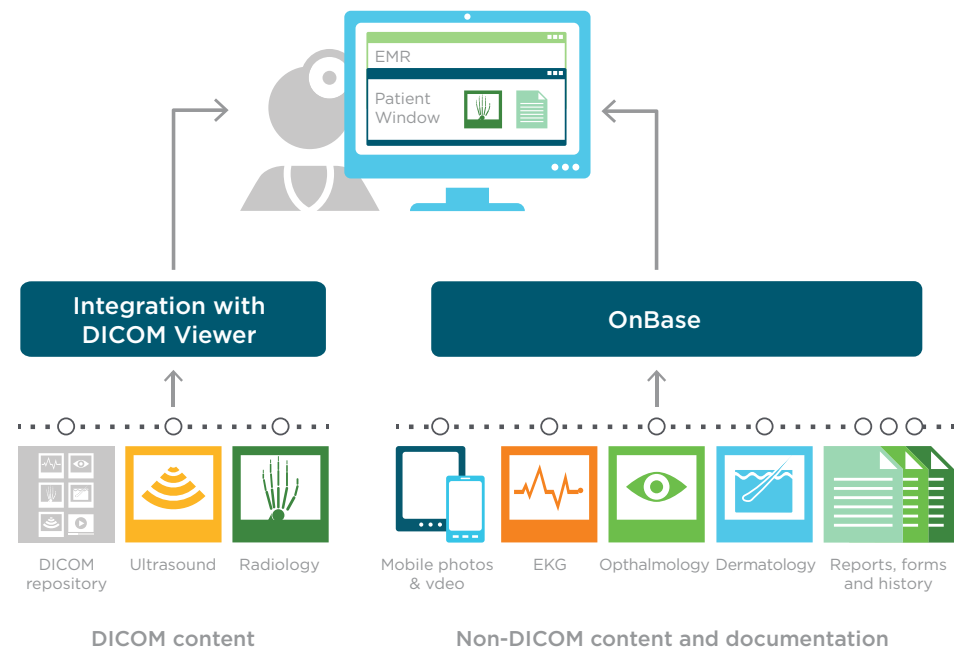 EMR
Patient
Window
Integration with
DICOM Viewer
OnBase
DICOM
repository
Ultrasound
Radiology
Mobile photos
& vdeo
EKG
Opthalmology
Dermatology
Reports, forms
and history
DICOM content
Non-DICOM content and documentation